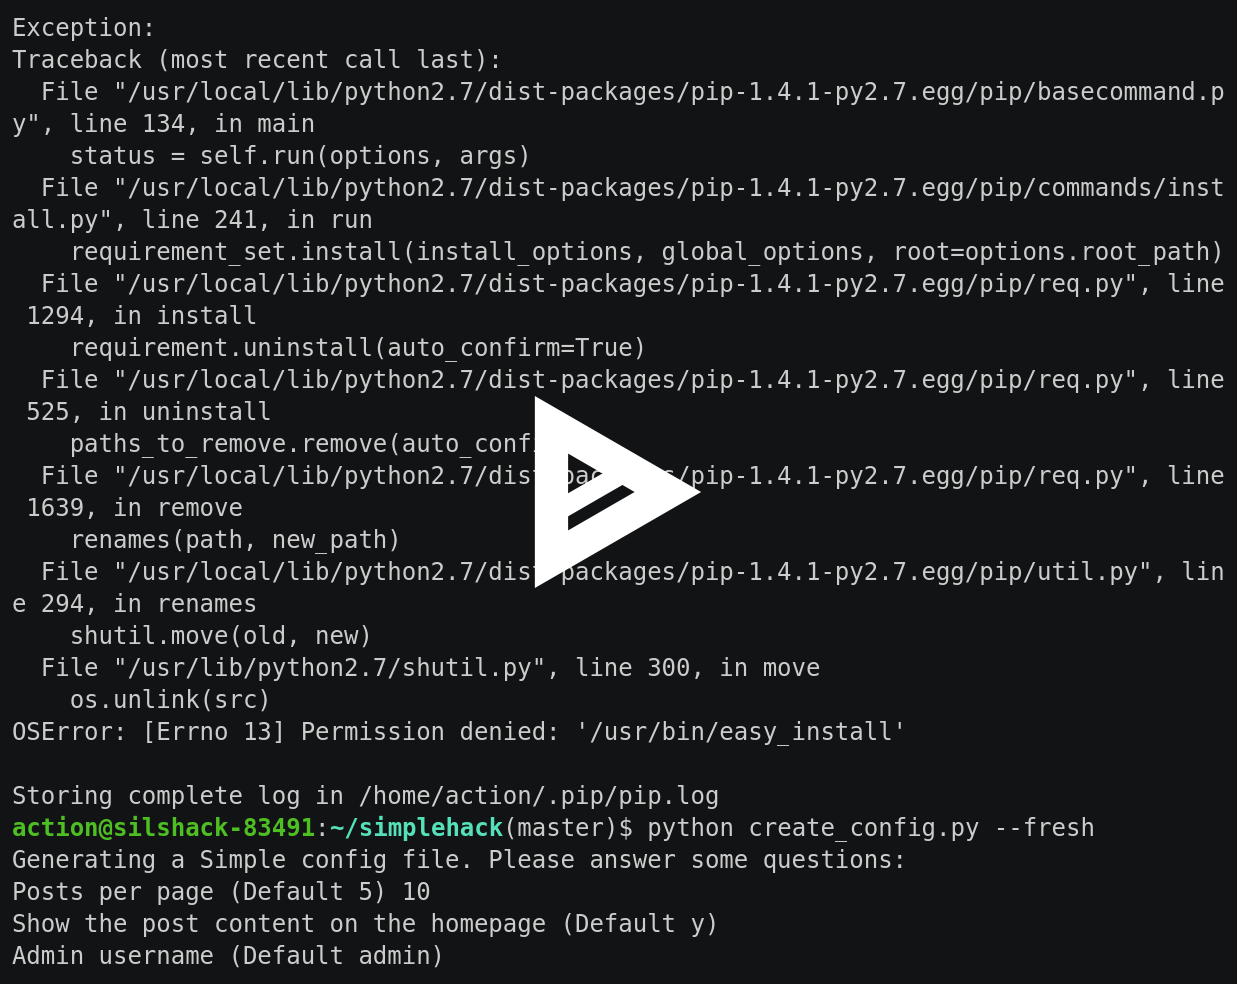 Exception:
Traceback (most recent call last):
  File "/usr/local/lib/python2.7/dist-packages/pip-1.4.1-py2.7.egg/pip/basecommand.p
y", line 134, in main
    status = self.run(options, args)
  File "/usr/local/lib/python2.7/dist-packages/pip-1.4.1-py2.7.egg/pip/commands/inst
all.py", line 241, in run
    requirement_set.install(install_options, global_options, root=options.root_path)
  File "/usr/local/lib/python2.7/dist-packages/pip-1.4.1-py2.7.egg/pip/req.py", line
 1294, in install
    requirement.uninstall(auto_confirm=True)
  File "/usr/local/lib/python2.7/dist-packages/pip-1.4.1-py2.7.egg/pip/req.py", line
 525, in uninstall
    paths_to_remove.remove(
  File "/usr/local/lib/python2.7/dist-packages/pip-1.4.1-py2.7.egg/pip/req.py", line
 1639, in remove
    renames(path, new_path)
  File "/usr/local/lib/python2.7/dist-packages/pip-1.4.1-py2.7.egg/pip/util.py", lin
e 294, in renames
    shutil.move(old, new)
  File "/usr/lib/python2.7/shutil.py", line 300, in move
    os.unlink(src)
OSError: [Errno 13] Permission denied: '/usr/bin/easy_install'

Storing complete log in /home/action/.pip/pip.log
action@silshack-83491:~/simplehack(master)$ python create_config.py --fresh
Generating a Simple config file. Please answer some questions:
Posts per page (Default 5) 10
Show the post content on the homepage (Default y)
Admin username (Default admin)